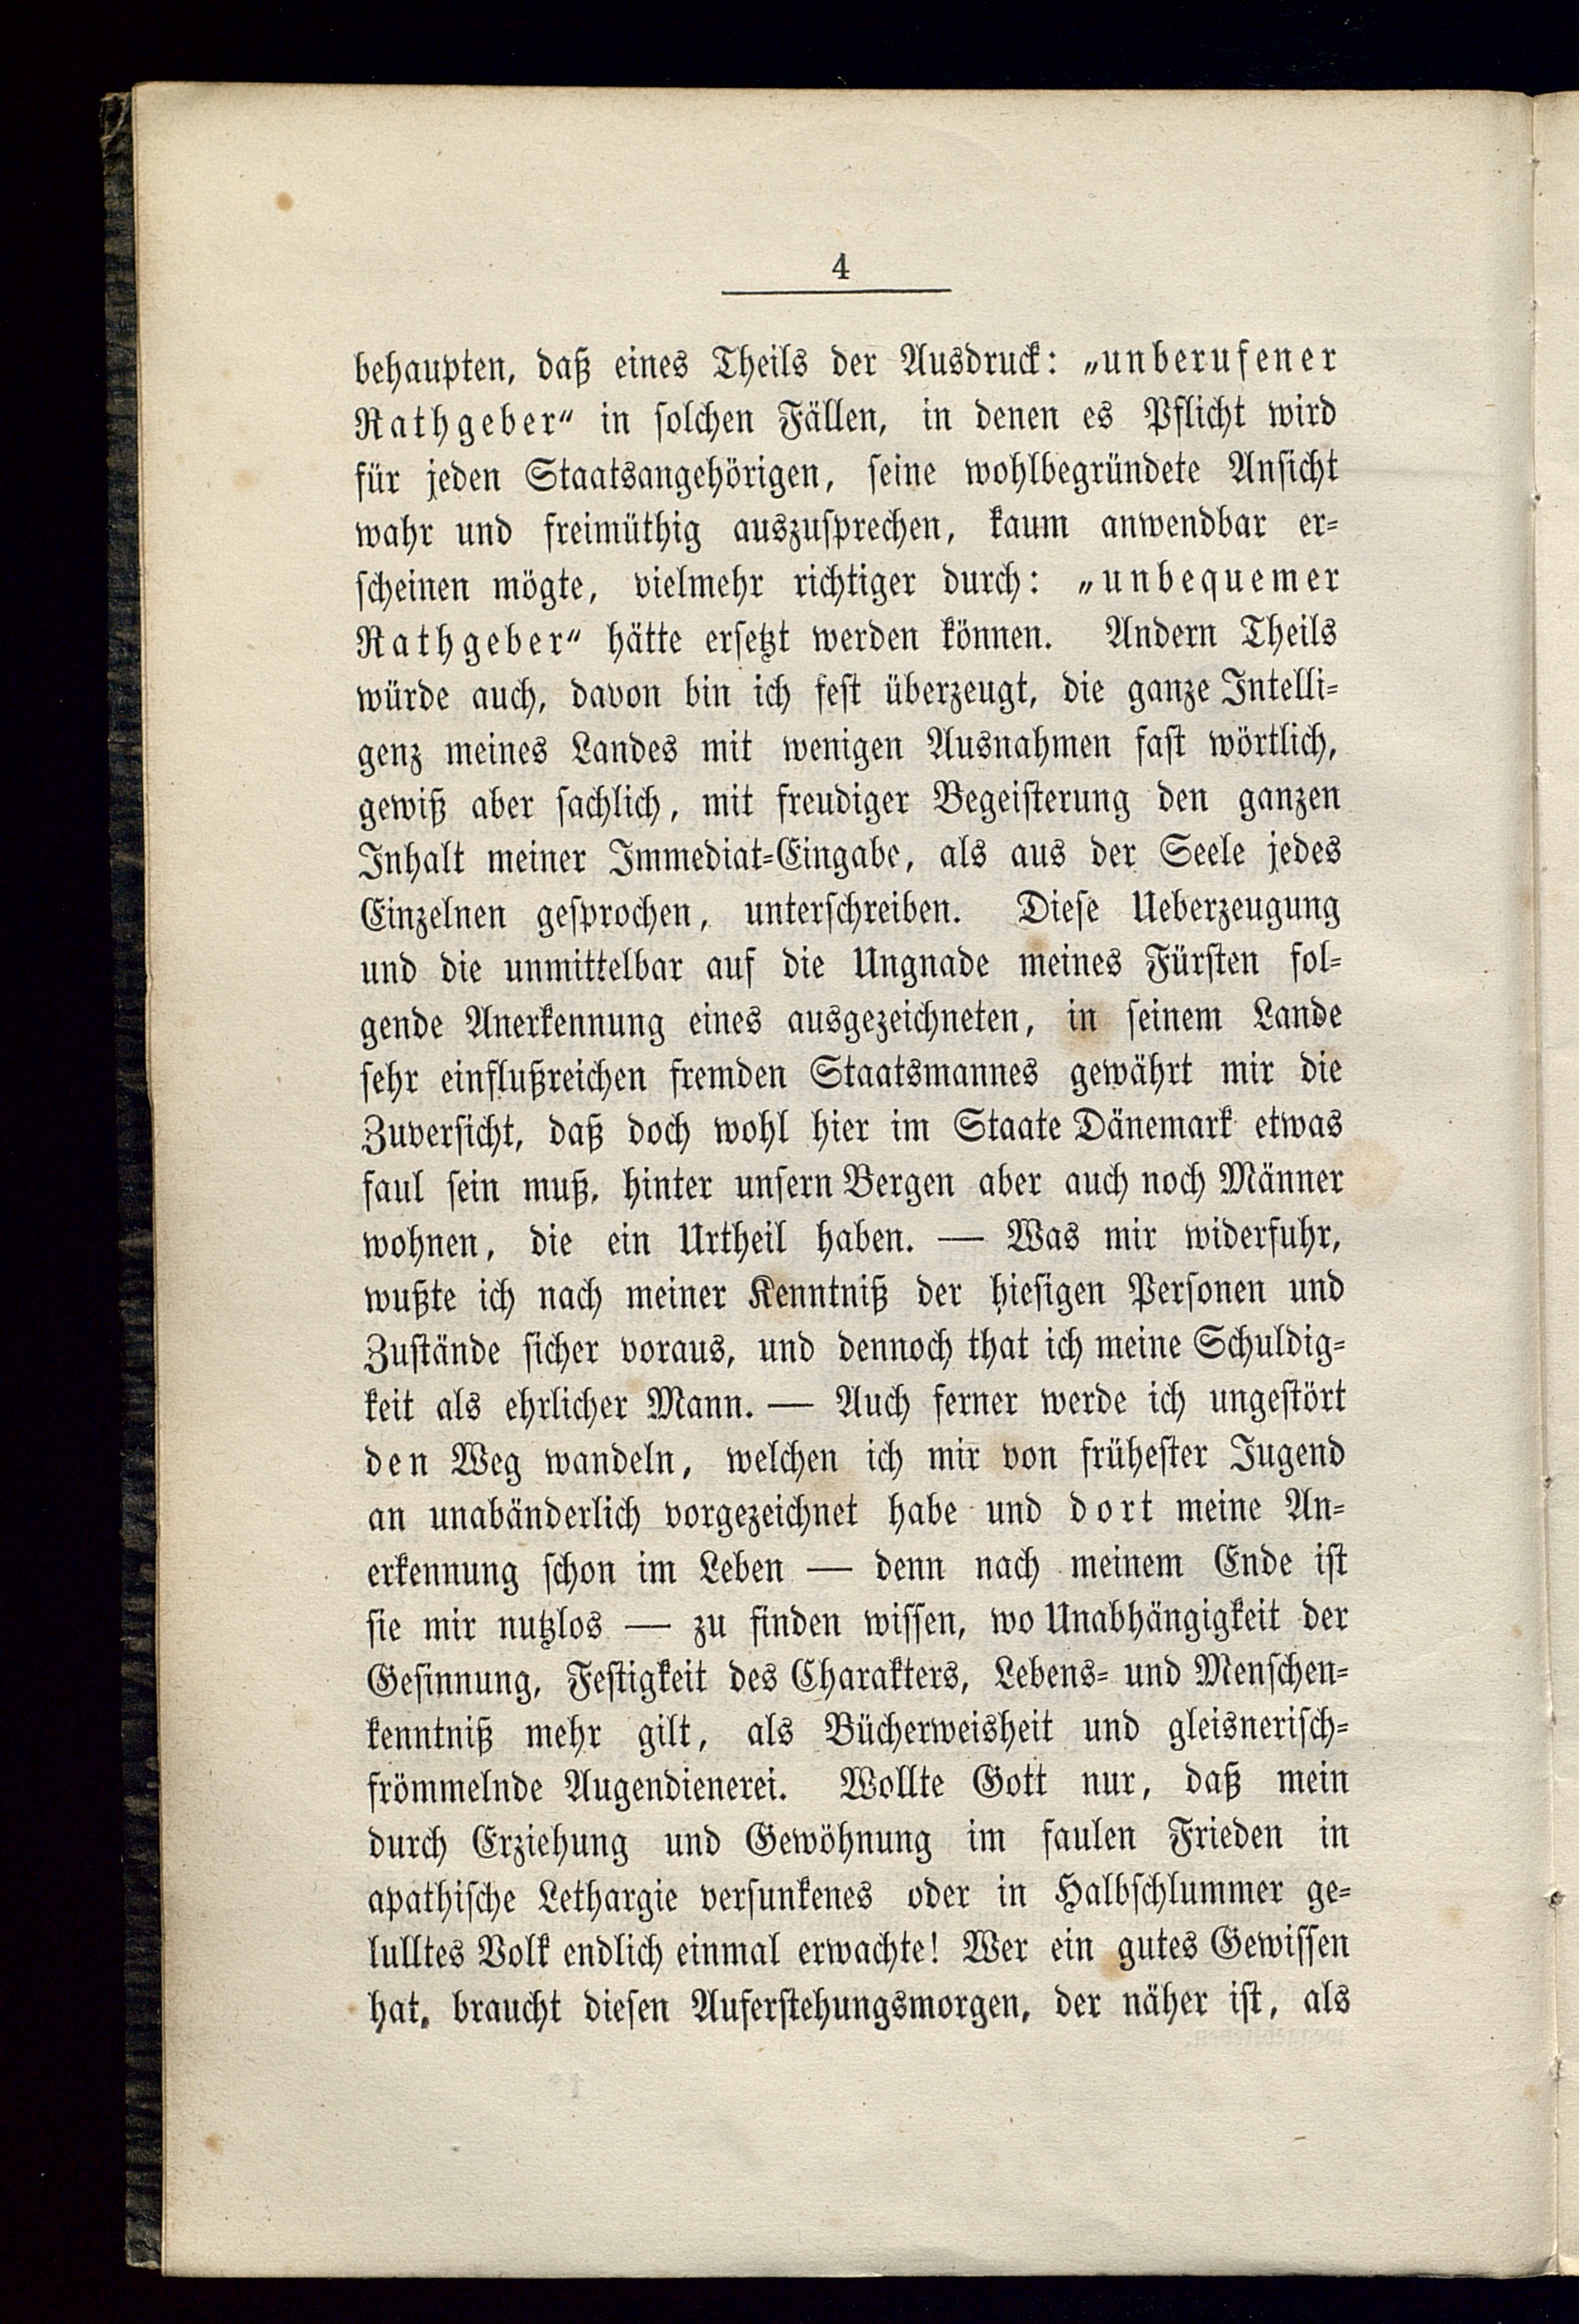 4
behaupten, daß eines Theils der Ausdruck: „unberufener
Rathgeber“ in solchen Fällen, in denen es Pflicht wird
für jeden Staatsangehörigen, seine wohlbegründete Ansicht
wahr und freimüthig auszusprechen, kaum anwendbar er-
scheinen mögte, vielmehr richtiger durch: „unbequemer
Rathgeber“ hätte ersetzt werden können. Andern Theils
würde auch, davon bin ich fest überzeugt, die ganze Intelli-
genz meines Landes mit wenigen Ausnahmen fast wörtlich,
gewiß aber sachlich, mit freudiger Begeisterung den ganzen
Inhalt meiner Immediat-Eingabe, als aus der Seele jedes
Einzelnen gesprochen, unterschreiben. Diese Ueberzeugung
und die unmittelbar auf die Ungnade meines Fürsten fol-
gende Anerkennung eines ausgezeichneten, in seinem Lande
sehr einflußreichen fremden Staatsmannes gewährt mir die
Zuversicht, daß doch wohl hier im Staate Dänemark etwas
faul sein muß, hinter unsern Bergen aber auch noch Männer
wohnen, die ein Urtheil haben. — Was mir widerfuhr,
wußte ich nach meiner Kenntniß der hiesigen Personen und
Zustände sicher voraus, und dennoch that ich meine Schuldig-
keit als ehrlicher Mann. — Auch ferner werde ich ungestört
den Weg wandeln, welchen ich mir von frühester Jugend
an unabänderlich vorgezeichnet habe und dort meine An-
erkennung schon im Leben — denn nach meinem Ende ist
sie mir nutzlos — zu finden wissen, wo Unabhängigkeit der
Gesinnung, Festigkeit des Charakters, Lebens- und Menschen-
kenntniß mehr gilt, als Bücherweisheit und gleisnerisch-
frömmelnde Augendienerei. Wollte Gott nur, daß mein
durch Erziehung und Gewöhnung im faulen Frieden in
apathische Lethargie versunkenes oder in Halbschlummer ge-
lulltes Volk endlich einmal erwachte! Wer ein gutes Gewissen
hat, braucht diesen Auferstehungsmorgen, der näher ist, als